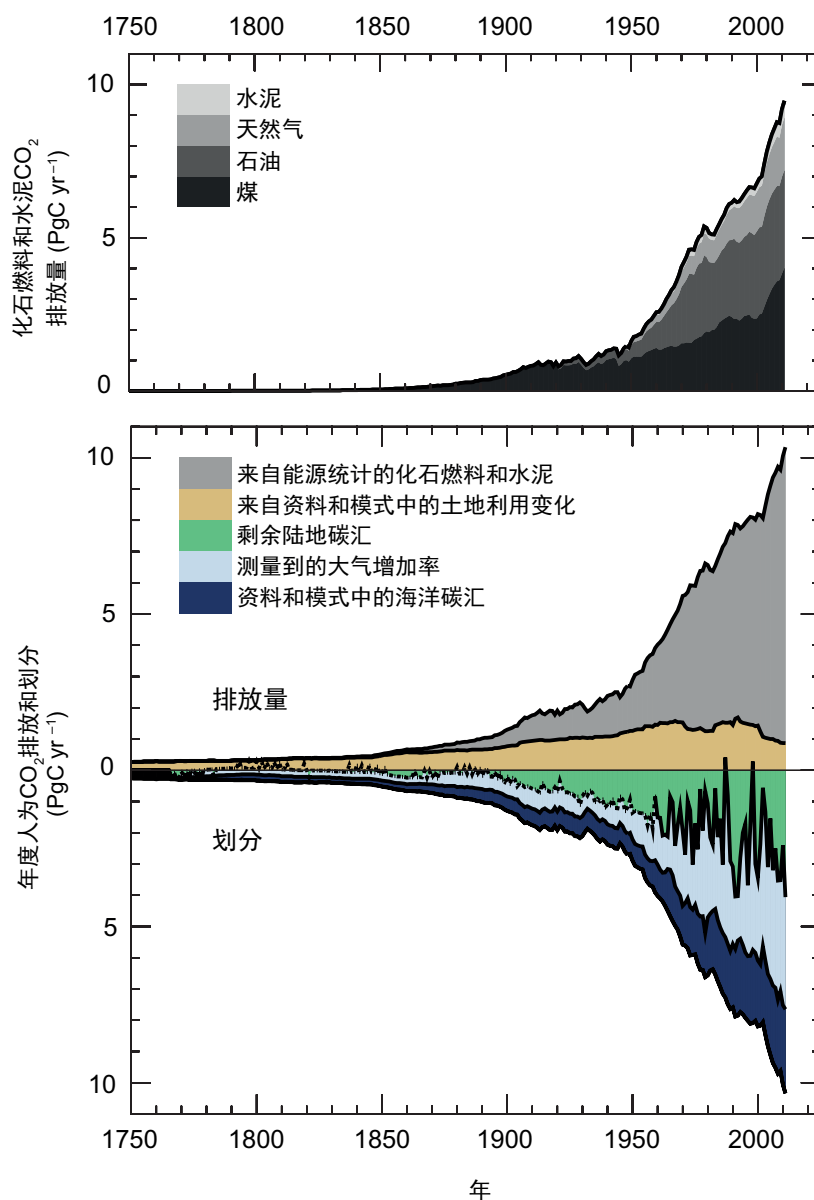 1750 1800 1850 1900 1950 2000
10
5
0
化石燃料和水泥CO₂
排放量 (PgC yr⁻¹)
水泥
天然气
石油
煤
10
5
0
5
10
年度人为CO₂排放和划分
(PgC yr⁻¹)
来自能源统计的化石燃料和水泥
来自资料和模式中的土地利用变化
剩余陆地碳汇
测量到的大气增加率
资料和模式中的海洋碳汇
排放量
划分
1750 1800 1850 1900 1950 2000
年